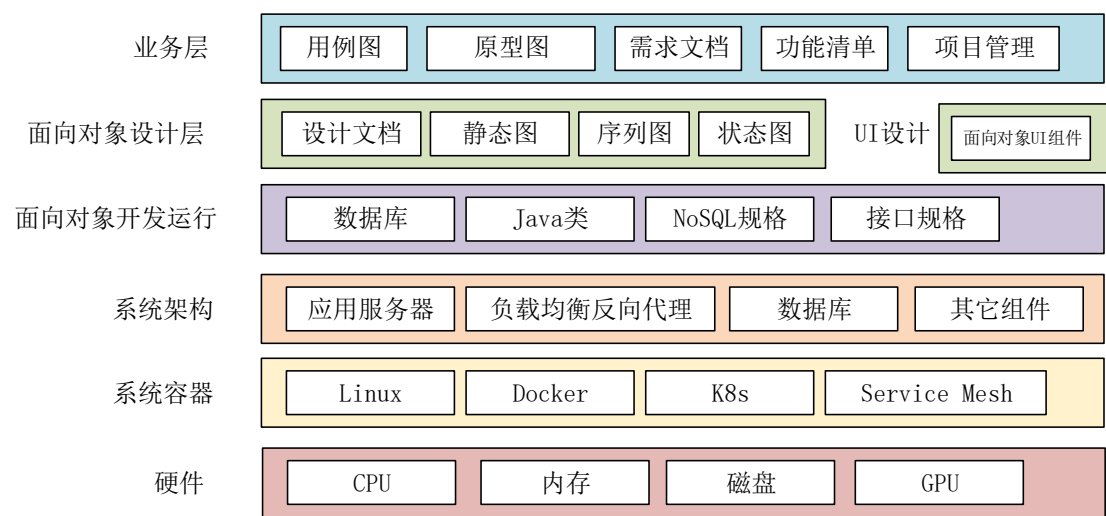 业务层 用例图 原型图 需求文档 功能清单 项目管理
面向对象设计层 设计文档 静态图 序列图 状态图 UI设计 面向对象UI组件
面向对象开发运行 数据库 Java类 NoSQL规格 接口规格
系统架构 应用服务器 负载均衡反向代理 数据库 其它组件
系统容器 Linux Docker K8s Service Mesh
硬件 CPU 内存 磁盘 GPU